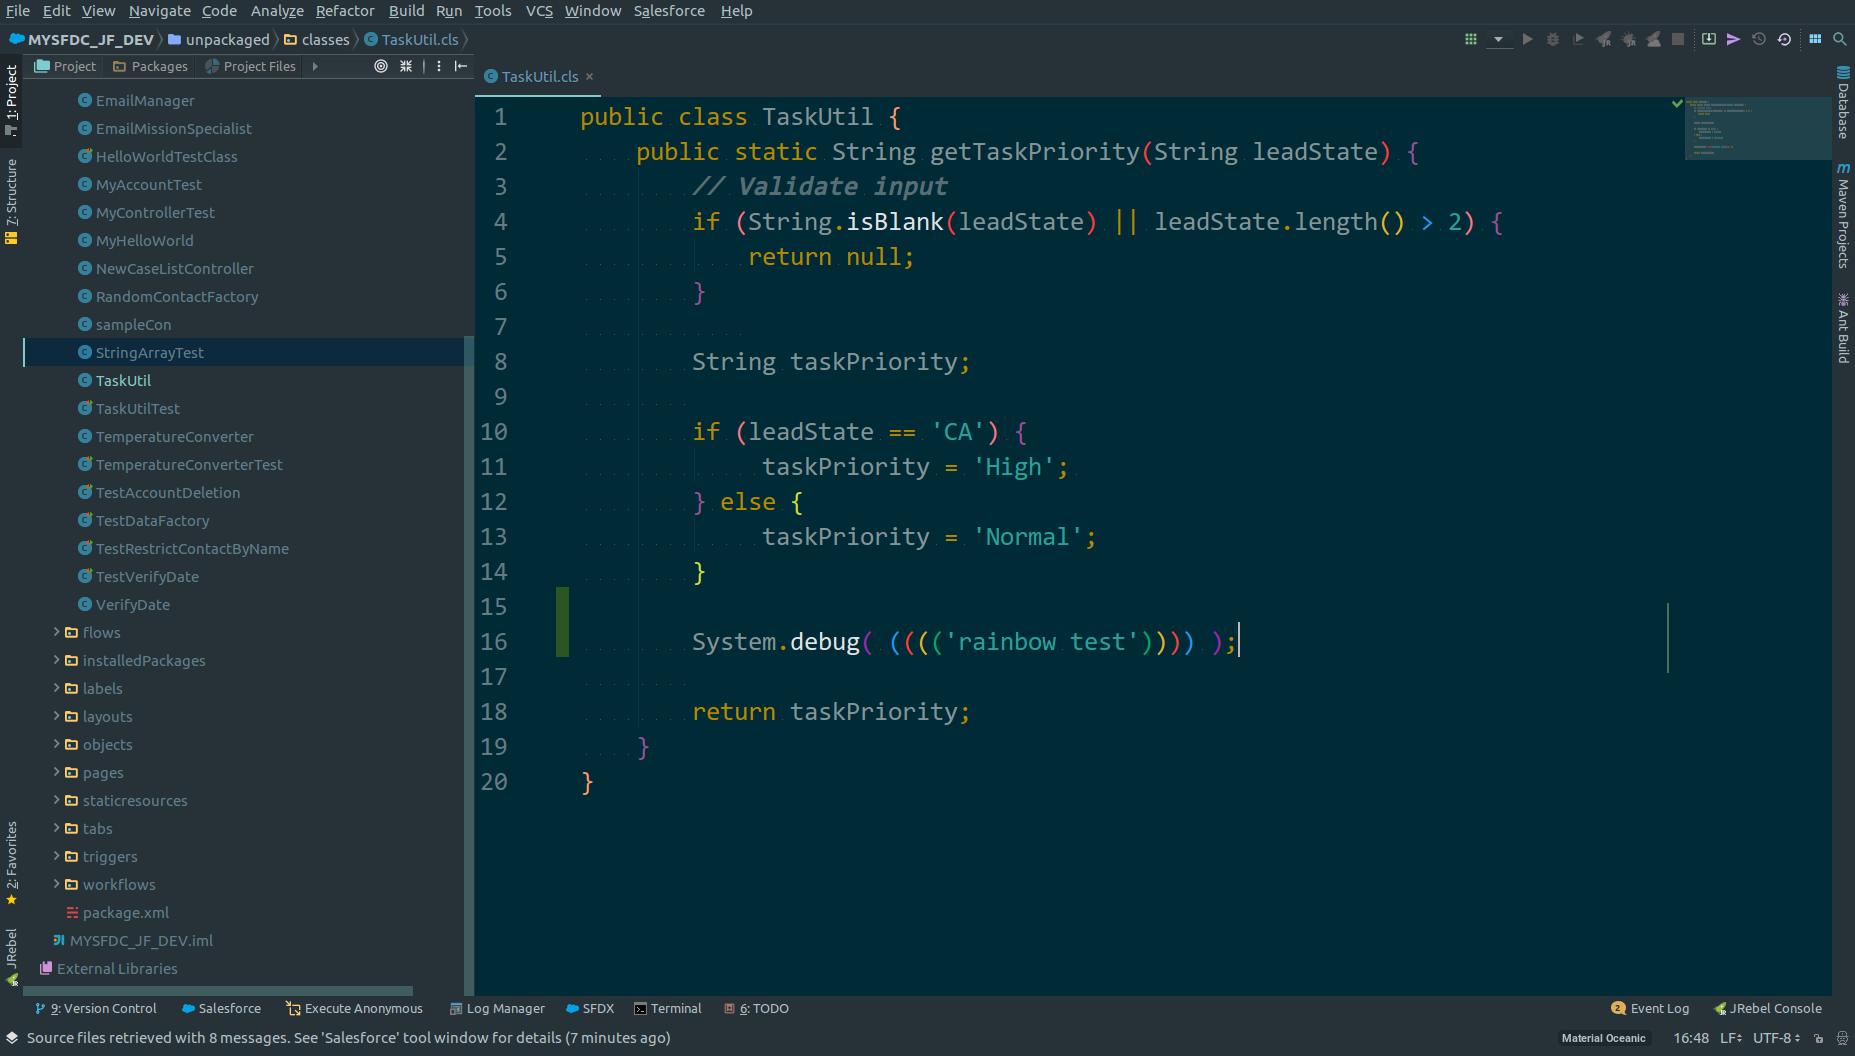 File Edit View Navigate Code Analyze Refactor Build Run Tools VCS Window Salesforce Help
MYSFDC_JF_DEV unpackaged classes TaskUtil.cls
Project Packages Project Files
TaskUtil.cls
1: Project
7: Structure
2: Favorites
JRebel
EmailManager
EmailMissionSpecialist
HelloWorldTestClass
MyAccountTest
MyControllerTest
MyHelloWorld
NewCaseListController
RandomContactFactory
sampleCon
StringArrayTest
TaskUtil
TaskUtilTest
TemperatureConverter
TemperatureConverterTest
TestAccountDeletion
TestDataFactory
TestRestrictContactByName
TestVerifyDate
VerifyDate
flows
installedPackages
labels
layouts
objects
pages
staticresources
tabs
triggers
workflows
package.xml
MYSFDC_JF_DEV.iml
External Libraries
1 public class TaskUtil {
2 public static String getTaskPriority(String leadState) {
3 // Validate input
4 if (String.isBlank(leadState) || leadState.length() > 2) {
5 return null;
6 }
7
8 String taskPriority;
9
10 if (leadState == 'CA') {
11 taskPriority = 'High';
12 } else {
13 taskPriority = 'Normal';
14 }
15
16 System.debug( (((('rainbow test')))) );
17
18 return taskPriority;
19 }
20 }
Database
Maven Projects
Ant Build
9: Version Control Salesforce Execute Anonymous Log Manager SFDX Terminal 6: TODO 2 Event Log JRebel Console
Source files retrieved with 8 messages. See 'Salesforce' tool window for details (7 minutes ago) Material Oceanic 16:48 LF UTF-8